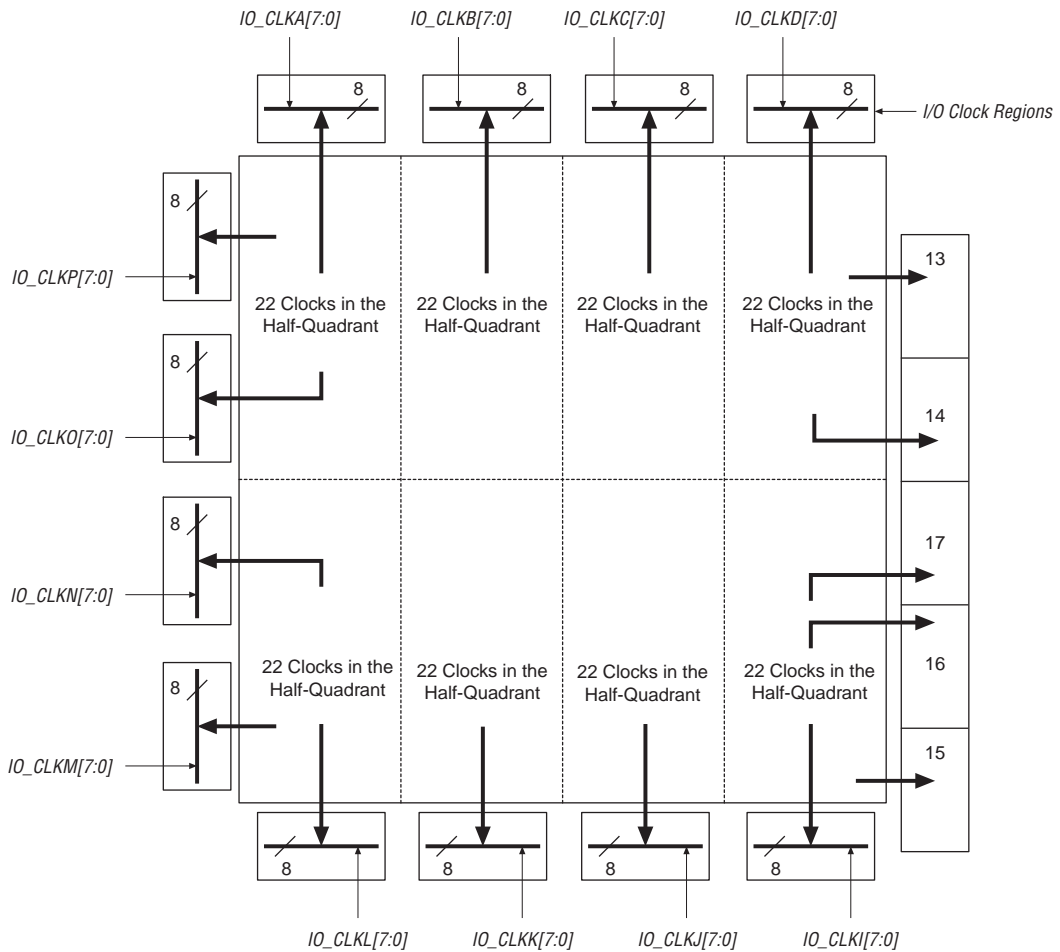 IO_CLKA[7:0]
IO_CLKB[7:0]
IO_CLKC[7:0]
IO_CLKD[7:0]
8
8
8
8
I/O Clock Regions
8
IO_CLKP[7:0]
13
22 Clocks in the
Half-Quadrant
22 Clocks in the
Half-Quadrant
22 Clocks in the
Half-Quadrant
22 Clocks in the
Half-Quadrant
8
IO_CLKO[7:0]
14
8
IO_CLKN[7:0]
17
22 Clocks in the
Half-Quadrant
22 Clocks in the
Half-Quadrant
22 Clocks in the
Half-Quadrant
22 Clocks in the
Half-Quadrant
16
8
IO_CLKM[7:0]
15
8
8
8
8
IO_CLKL[7:0]
IO_CLKK[7:0]
IO_CLKJ[7:0]
IO_CLKI[7:0]